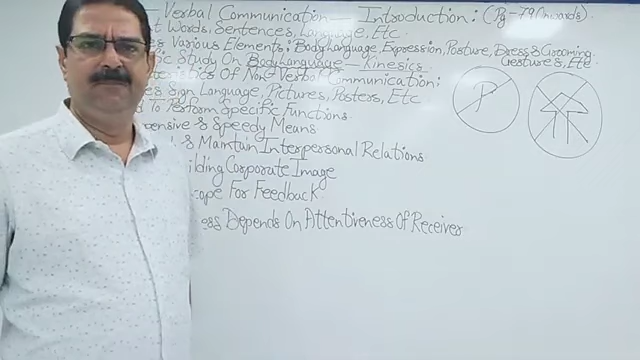 – Verbal Communication – Introduction: (Pg-79 Onwards).
t Words, Sentences, Language, Etc.
es Various Elements: Body Language, Expression, Posture, Dress & Grooming,
Gestures, Etc
ic Study On Body Language – Kinesics.
teristics Of Non-Verbal Communication:
es Sign Language, Pictures, Posters, Etc
d To Perform Specific Functions.
pensive & Speedy Means
& Maintain Interpersonal Relations.
ilding Corporate Image
cope For Feedback.
ess Depends On Attentiveness Of Receiver
P